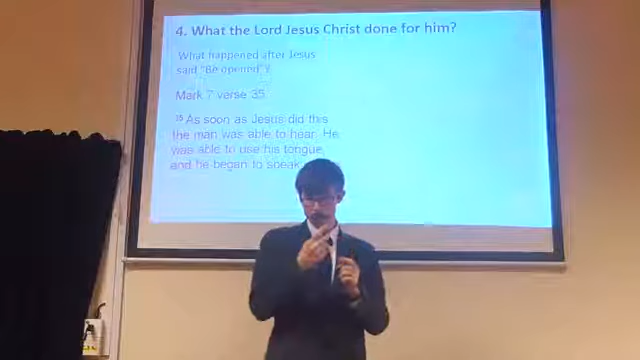 4. What the Lord Jesus Christ done for him?
What happened after Jesus
said "Be opened"?
Mark 7 verse 35
35 As soon as Jesus did this
the man was able to hear. He
was able to use his tongue,
and he began to speak